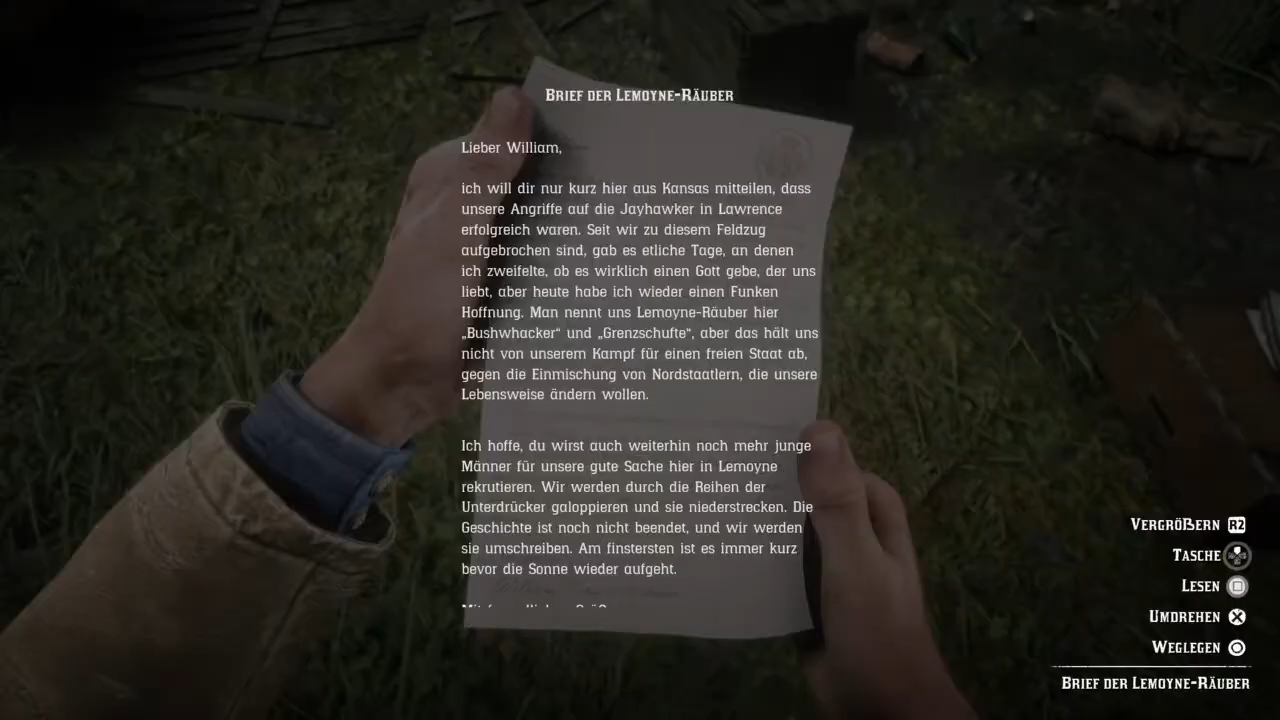 Brief der Lemoyne-Räuber
Lieber William,
ich will dir nur kurz hier aus Kansas mitteilen, dass
unsere Angriffe auf die Jayhawker in Lawrence
erfolgreich waren. Seit wir zu diesem Feldzug
aufgebrochen sind, gab es etliche Tage, an denen
ich zweifelte, ob es wirklich einen Gott gebe, der uns
liebt, aber heute habe ich wieder einen Funken
Hoffnung. Man nennt uns Lemoyne-Räuber hier
„Bushwhacker“ und „Grenzschufte“, aber das hält uns
nicht von unserem Kampf für einen freien Staat ab,
gegen die Einmischung von Nordstaatlern, die unsere
Lebensweise ändern wollen.
Ich hoffe, du wirst auch weiterhin noch mehr junge
Männer für unsere gute Sache hier in Lemoyne
rekrutieren. Wir werden durch die Reihen der
Unterdrücker galoppieren und sie niederstrecken. Die
Geschichte ist noch nicht beendet, und wir werden
sie umschreiben. Am finstersten ist es immer kurz
bevor die Sonne wieder aufgeht.
Vergrößern R2
Tasche
Lesen
Umdrehen
Weglegen
Brief der Lemoyne-Räuber